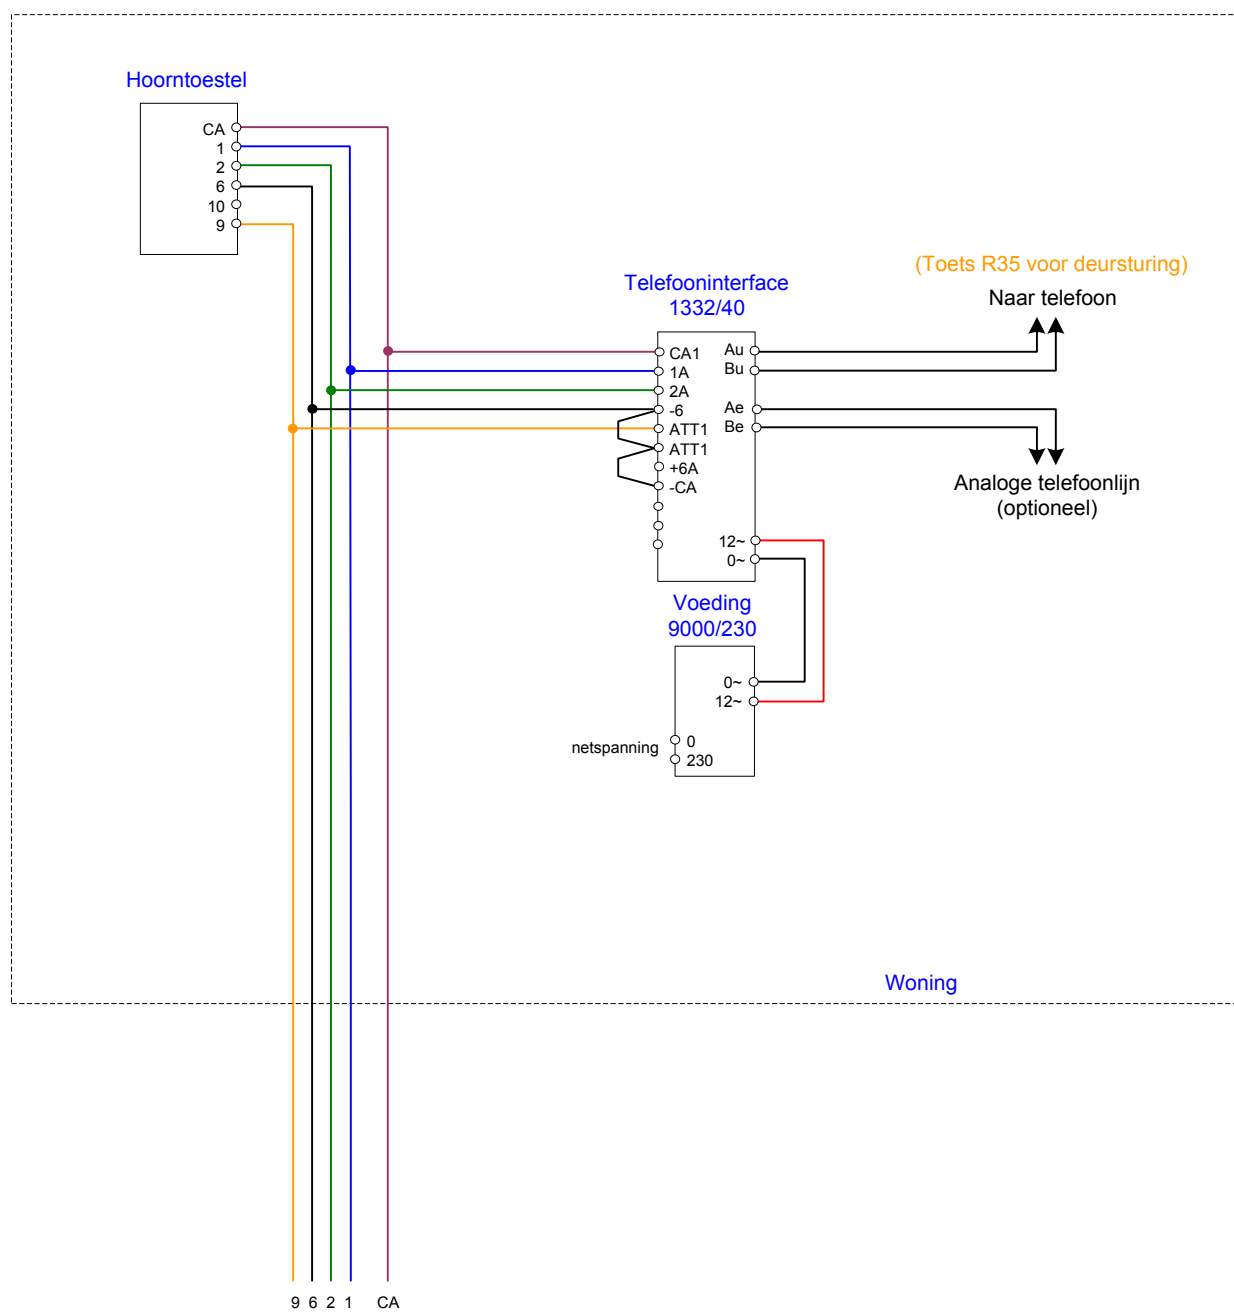 Hoorntoestel
CA
1
2
6
10
9
(Toets R35 voor deursturing)
Naar telefoon
Telefooninterface
1332/40
CA1
1A
2A
-6
ATT1
ATT1
+6A
-CA
Au
Bu
Ae
Be
12~
0~
Analoge telefoonlijn
(optioneel)
Voeding
9000/230
0~
12~
netspanning
0
230
Woning
9 6 2 1 CA